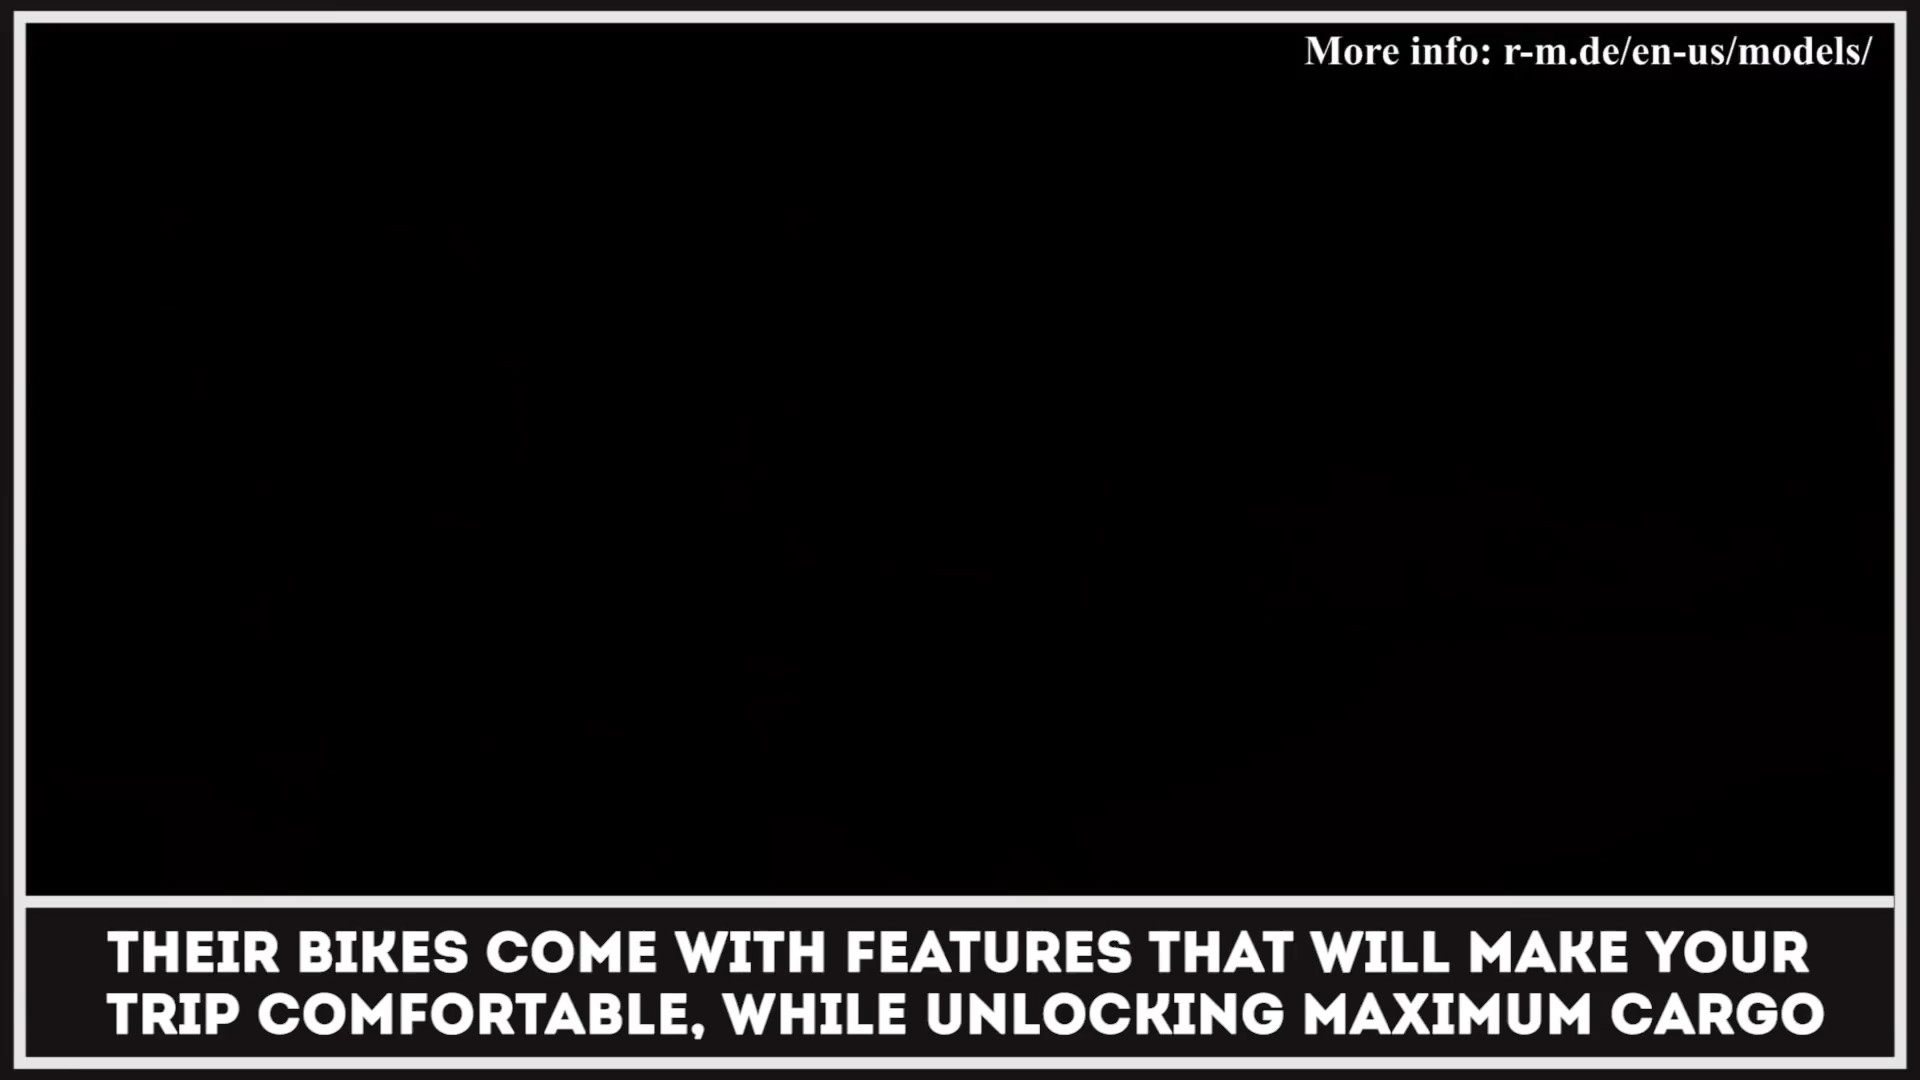 More info: r-m.de/en-us/models/
THEIR BIKES COME WITH FEATURES THAT WILL MAKE YOUR
TRIP COMFORTABLE, WHILE UNLOCKING MAXIMUM CARGO